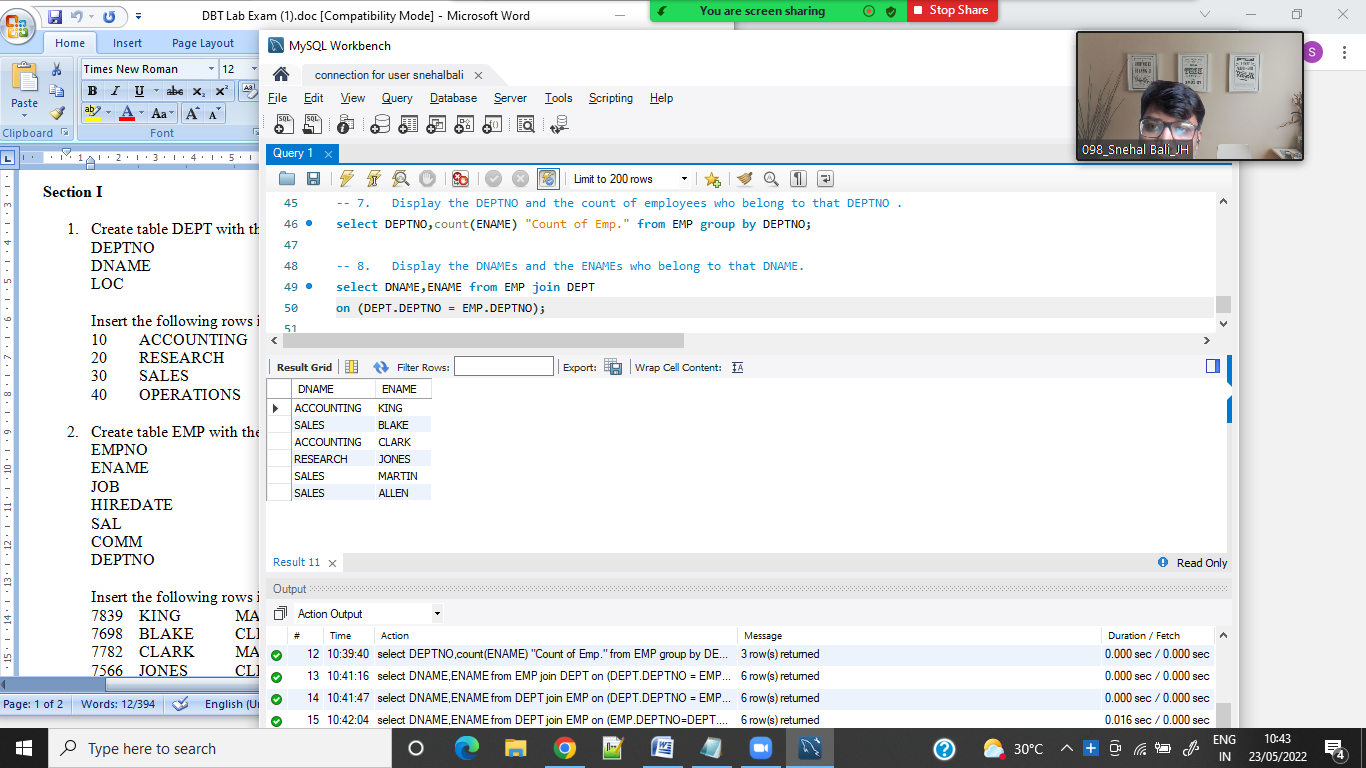 DBT Lab Exam (1).doc [Compatibility Mode] - Microsoft Word
You are screen sharing
Stop Share
Home Insert Page Layout
Times New Roman 12
B I U abc X₂ X²
Paste
ab A Aa A A
Clipboard
Font
1 2 3 4 5
Section I
1. Create table DEPT with th
DEPTNO
DNAME
LOC
Insert the following rows i
10 ACCOUNTING
20 RESEARCH
30 SALES
40 OPERATIONS
2. Create table EMP with the
EMPNO
ENAME
JOB
HIREDATE
SAL
COMM
DEPTNO
Insert the following rows i
7839 KING MA
7698 BLAKE CLI
7782 CLARK MA
7566 JONES CLI
Page: 1 of 2 Words: 12/394 English (U
MySQL Workbench
connection for user snehalbali
File Edit View Query Database Server Tools Scripting Help
Query 1
Limit to 200 rows
45 -- 7. Display the DEPTNO and the count of employees who belong to that DEPTNO .
46 select DEPTNO,count(ENAME) "Count of Emp." from EMP group by DEPTNO;
47
48 -- 8. Display the DNAMEs and the ENAMEs who belong to that DNAME.
49 select DNAME,ENAME from EMP join DEPT
50 on (DEPT.DEPTNO = EMP.DEPTNO);
51
Result Grid Filter Rows: Export: Wrap Cell Content:
DNAME ENAME
ACCOUNTING KING
SALES BLAKE
ACCOUNTING CLARK
RESEARCH JONES
SALES MARTIN
SALES ALLEN
Result 11
Read Only
Output
Action Output
# Time Action Message Duration / Fetch
12 10:39:40 select DEPTNO,count(ENAME) "Count of Emp." from EMP group by DE... 3 row(s) returned 0.000 sec / 0.000 sec
13 10:41:16 select DNAME,ENAME from EMP join DEPT on (DEPT.DEPTNO = EMP... 6 row(s) returned 0.000 sec / 0.000 sec
14 10:41:47 select DNAME,ENAME from EMP join DEPT on (DEPT.DEPTNO = EMP... 6 row(s) returned 0.000 sec / 0.000 sec
15 10:42:04 select DNAME,ENAME from DEPT join EMP on (EMP.DEPTNO=DEPT.... 6 row(s) returned 0.016 sec / 0.000 sec
098_Snehal Bali_JH
S
Type here to search
30°C
ENG
IN
10:43
23/05/2022
4